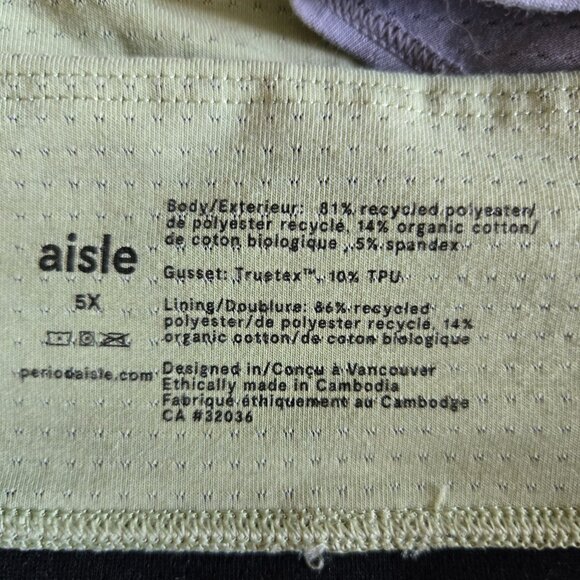 aisle
5X
periodaisle.com
Body/Exterieur: 81% recycled polyester/
de polyester recyclé, 14% organic cotton/
de coton biologique , 5% spandex
Gusset: Truetex™, 10% TPU
Lining/Doublure: 86% recycled
polyester/de polyester recycle, 14%
organic cotton/de coton biologique
Designed in/Conçu à Vancouver
Ethically made in Cambodia
Fabriqué éthiquement au Cambodge
CA #32036